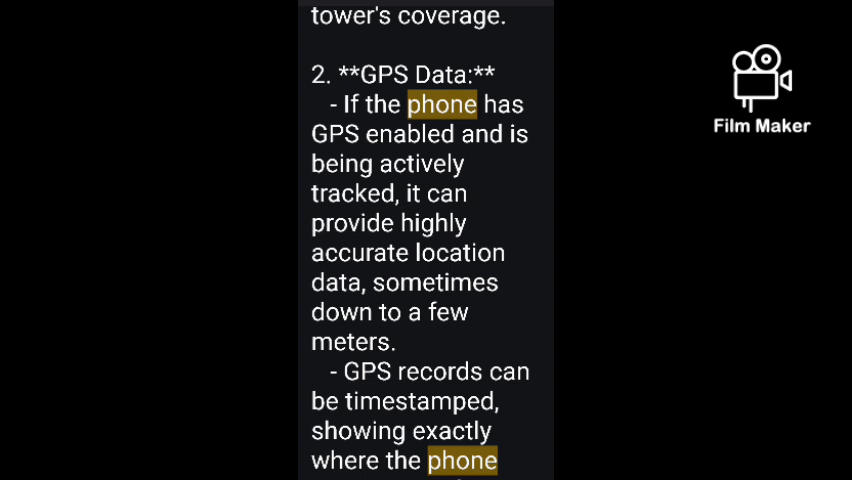 tower's coverage.
2. **GPS Data:**
- If the phone has
GPS enabled and is
being actively
tracked, it can
provide highly
accurate location
data, sometimes
down to a few
meters.
- GPS records can
be timestamped,
showing exactly
where the phone
Film Maker